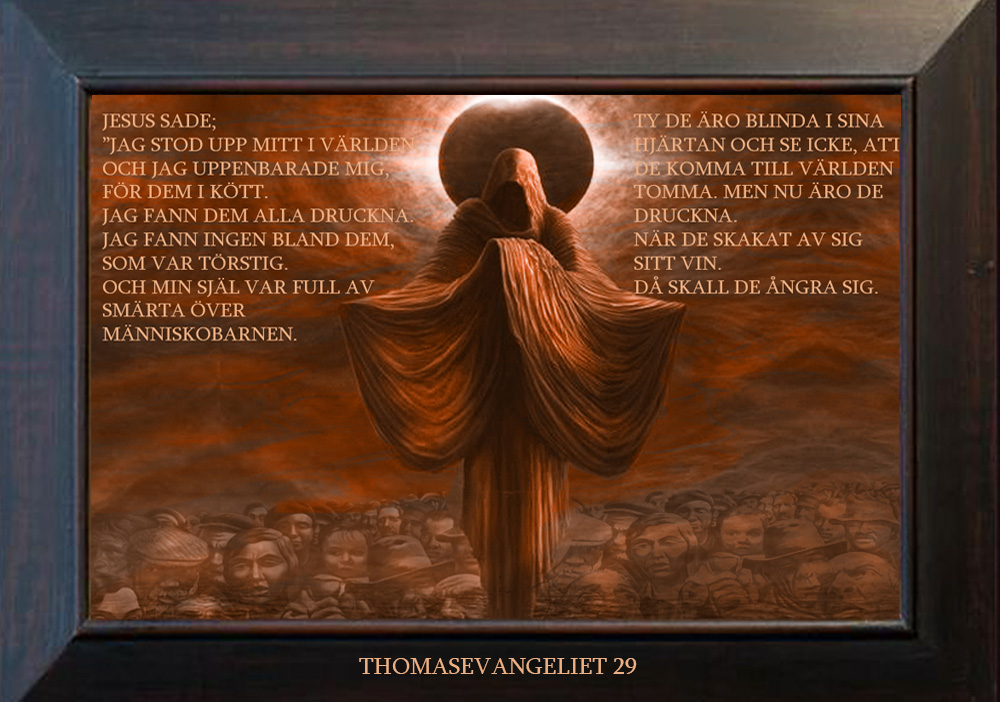 JESUS SADE;
”JAG STOD UPP MITT I VÄRLDEN
OCH JAG UPPENBARADE MIG,
FÖR DEM I KÖTT.
JAG FANN DEM ALLA DRUCKNA.
JAG FANN INGEN BLAND DEM,
SOM VAR TÖRSTIG.
OCH MIN SJÄL VAR FULL AV
SMÄRTA ÖVER
MÄNNISKOBARNEN.
TY DE ÄRO BLINDA I SINA
HJÄRTAN OCH SE ICKE, ATT
DE KOMMA TILL VÄRLDEN
TOMMA. MEN NU ÄRO DE
DRUCKNA.
NÄR DE SKAKAT AV SIG
SITT VIN.
DÅ SKALL DE ÅNGRA SIG.
THOMASEVANGELIET 29